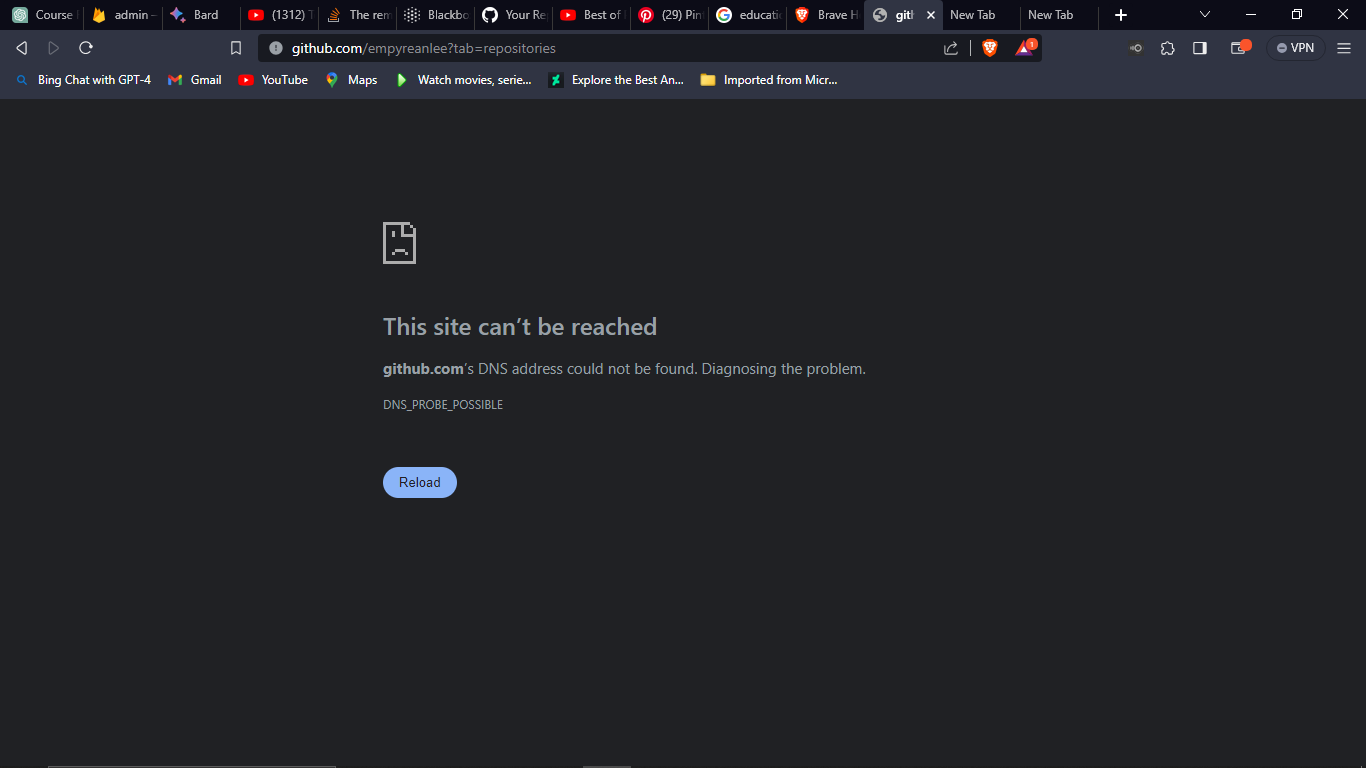 Course
admin –
Bard
(1312) T
The rem
Blackbo
Your Re
Best of
(29) Pin
educati
Brave H
git
New Tab
New Tab
github.com/empyreanlee?tab=repositories
1
VPN
Bing Chat with GPT-4
Gmail
YouTube
Maps
Watch movies, serie...
Explore the Best An...
Imported from Micr...
This site can’t be reached
github.com’s DNS address could not be found. Diagnosing the problem.
DNS_PROBE_POSSIBLE
Reload